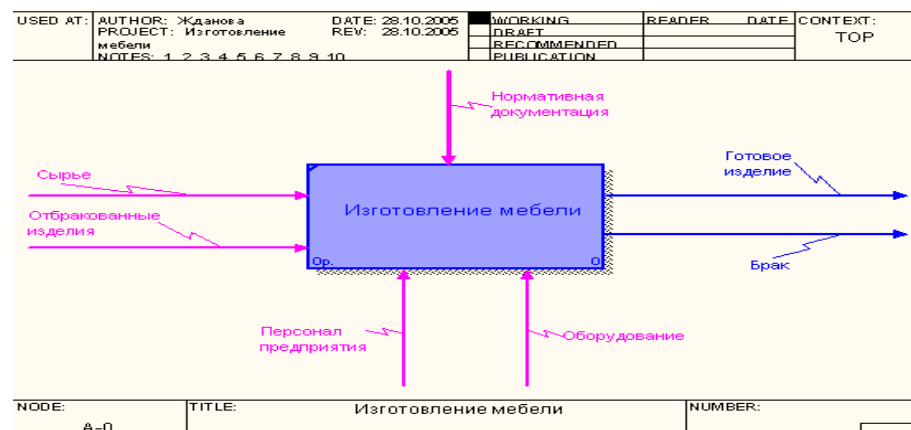 USED AT: AUTHOR: Жданова DATE: 28.10.2005 WORKING READER DATE CONTEXT:
PROJECT: Изготовление REV: 28.10.2005 DRAFT TOP
мебели RECOMMENDED
NOTES: 1 2 3 4 5 6 7 8 9 10 PUBLICATION
Нормативная
документация
Сырье
Отбракованные
изделия
Изготовление мебели
0р. 0
Готовое
изделие
Брак
Персонал
предприятия
Оборудование
NODE: TITLE: Изготовление мебели NUMBER:
A-0